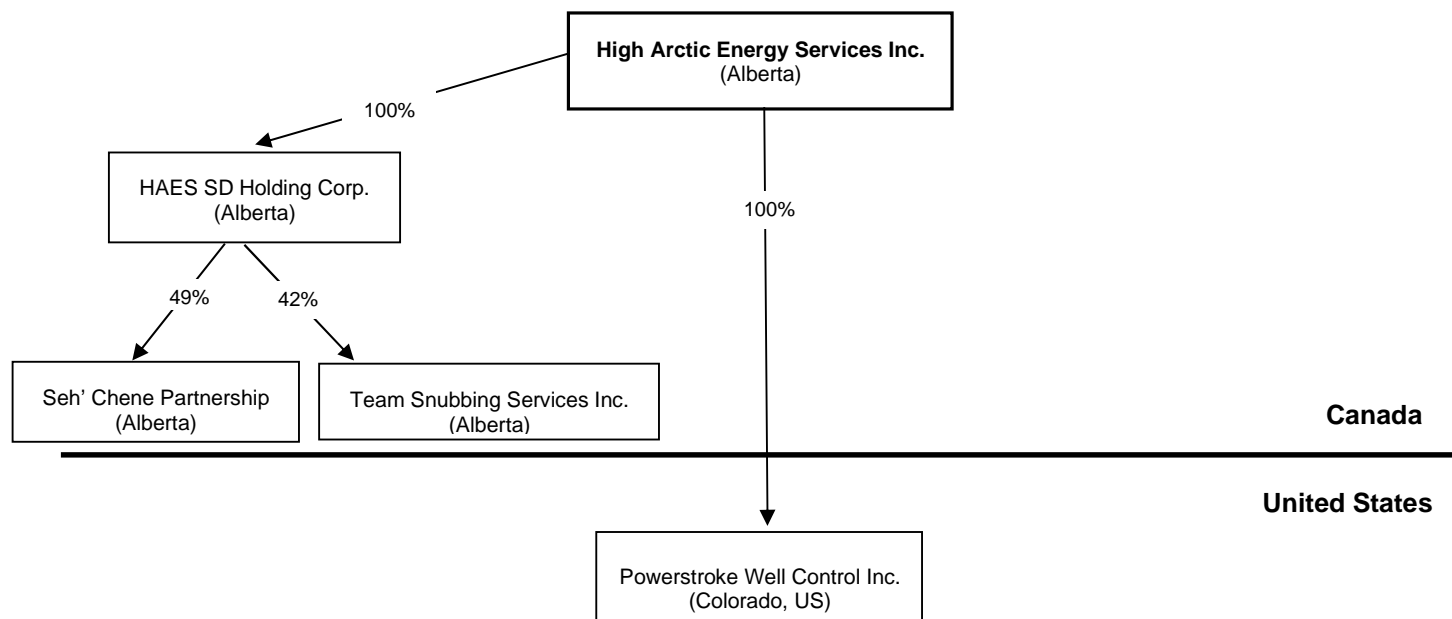 High Arctic Energy Services Inc.
(Alberta)
100%
HAES SD Holding Corp.
(Alberta)
100%
49%
42%
Seh' Chene Partnership
(Alberta)
Team Snubbing Services Inc.
(Alberta)
Canada
United States
Powerstroke Well Control Inc.
(Colorado, US)